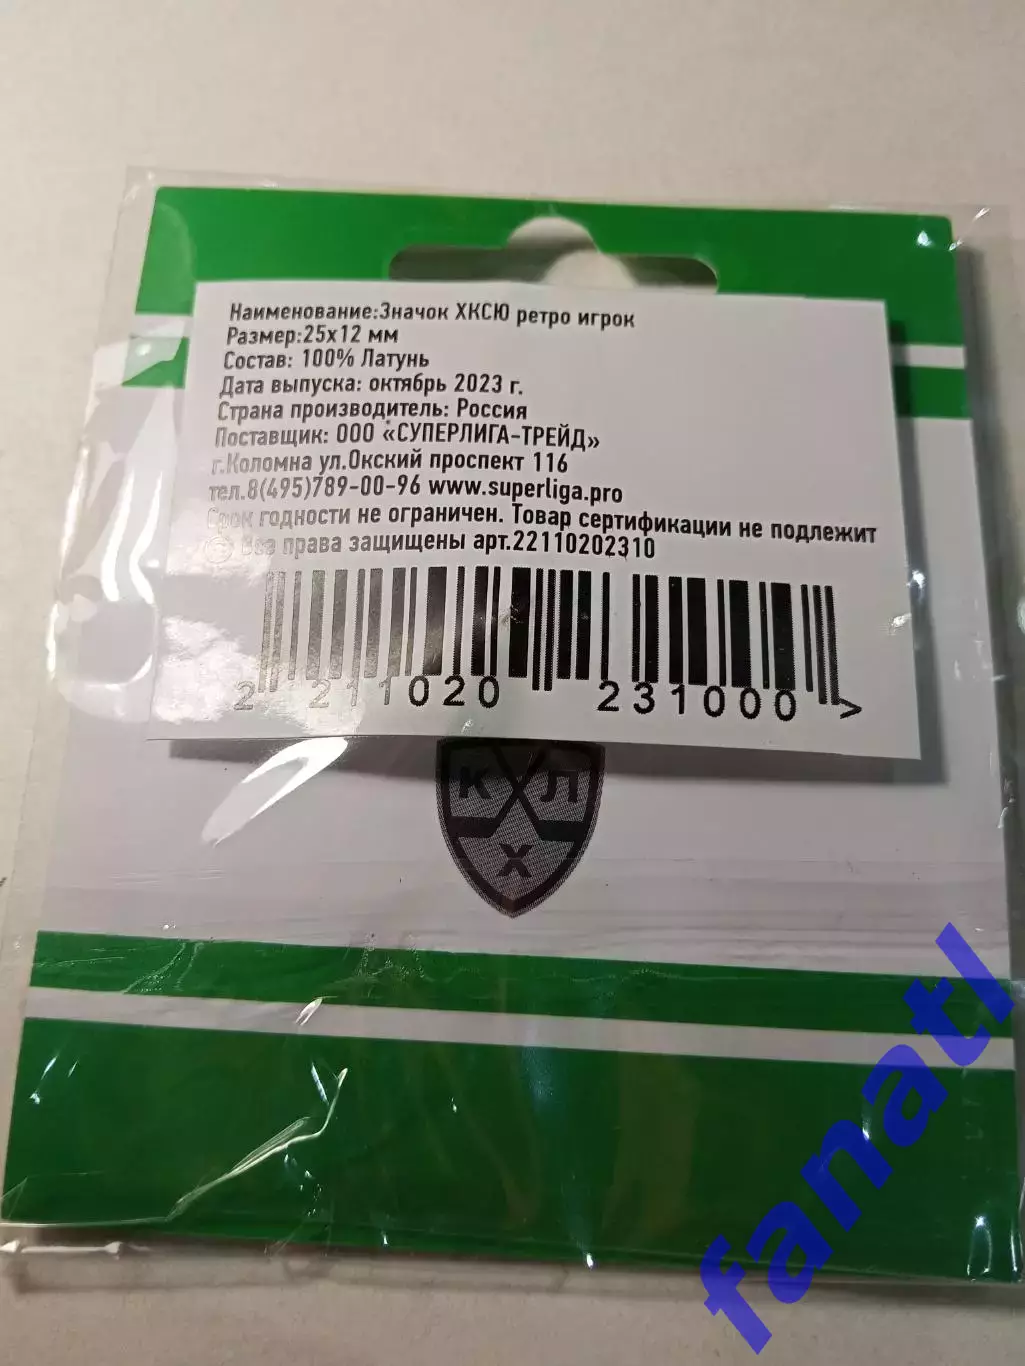 Наименование:Значок ХКСЮ ретро игрок
Размер:25x12 мм
Состав: 100% Латунь
Дата выпуска: октябрь 2023 г.
Страна производитель: Россия
Поставщик: ООО «СУПЕРЛИГА-ТРЕЙД»
г.Коломна ул.Окский проспект 116
тел.8(495)789-00-96 www.superliga.pro
Срок годности не ограничен. Товар сертификации не подлежит
© Все права защищены арт.22110202310
2 211020 231000 >
К Х Л
Х
fanatl